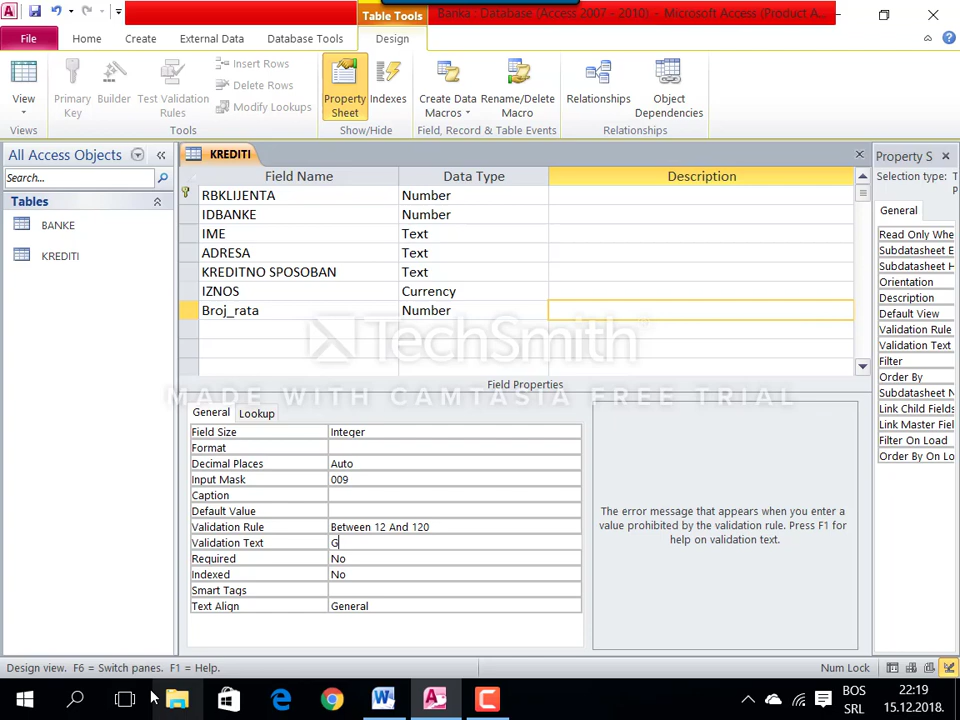 Table Tools
Banka : Database (Access 2007 - 2010) - Microsoft Access (Product A...
File
Home
Create
External Data
Database Tools
Design
View
Primary Key
Builder
Test Validation Rules
Insert Rows
Delete Rows
Modify Lookups
Property Sheet
Indexes
Create Data Macros
Rename/Delete Macro
Relationships
Object Dependencies
Views
Tools
Show/Hide
Field, Record & Table Events
Relationships
All Access Objects
Search...
Tables
BANKE
KREDITI
KREDITI
Field Name Data Type Description
RBKLIJENTA Number
IDBANKE Number
IME Text
ADRESA Text
KREDITNO SPOSOBAN Text
IZNOS Currency
Broj_rata Number
TechSmith
MADE WITH CAMTASIA FREE TRIAL
Field Properties
General Lookup
Field Size Integer
Format
Decimal Places Auto
Input Mask 009
Caption
Default Value
Validation Rule Between 12 And 120
Validation Text G
Required No
Indexed No
Smart Tags
Text Align General
The error message that appears when you enter a
value prohibited by the validation rule. Press F1 for
help on validation text.
Property S
Selection type:
General
Read Only Whe
Subdatasheet E
Subdatasheet H
Orientation
Description
Default View
Validation Rule
Validation Text
Filter
Order By
Subdatasheet N
Link Child Fields
Link Master Fiel
Filter On Load
Order By On Lo
Design view. F6 = Switch panes. F1 = Help.
Num Lock
BOS
SRL
22:19
15.12.2018.